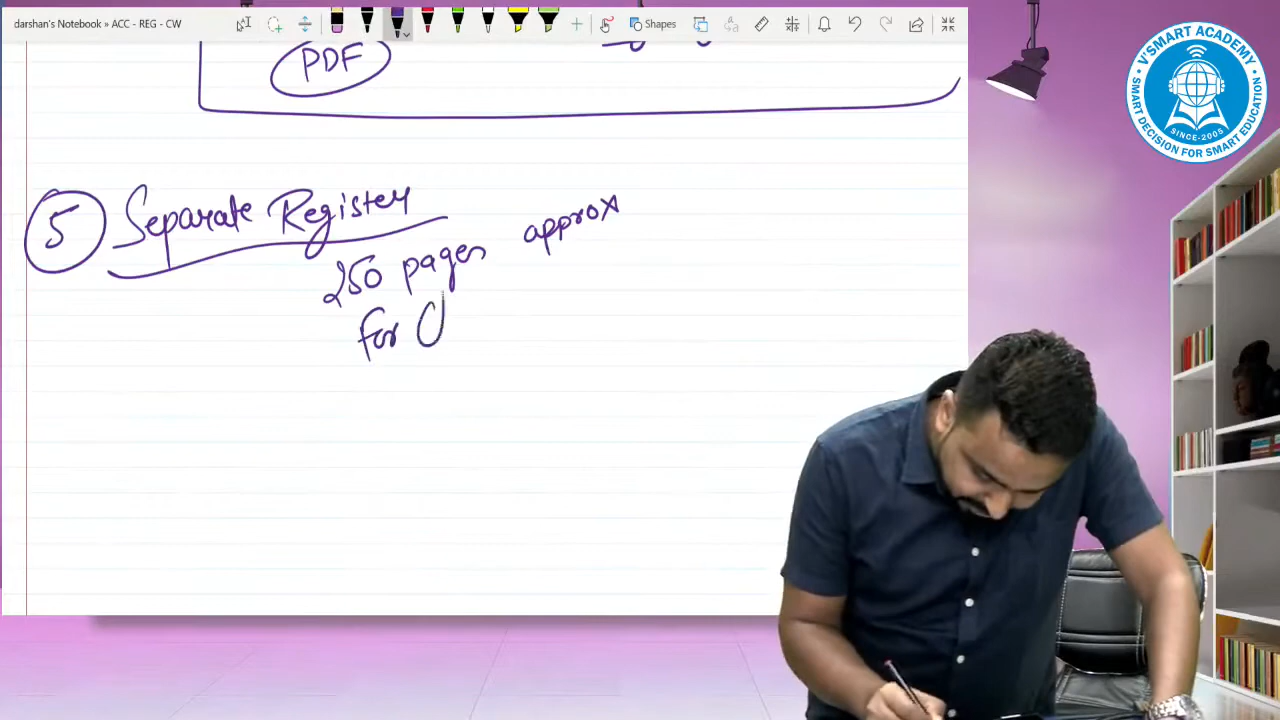 darshan's Notebook » ACC - REG - CW
Shapes
PDF
5 Separate Register
250 pages approx
for
V'SMART ACADEMY
SINCE-2005
SMART DECISION FOR SMART EDUCATION